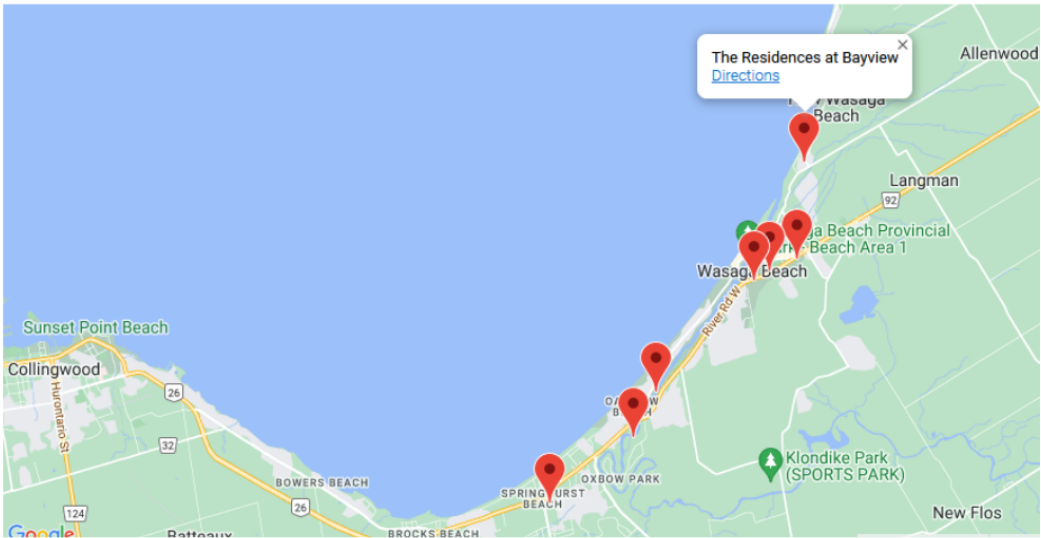 The Residences at Bayview
Directions
Allenwood
Wasaga
Beach
Langman
92
Beach Provincial
Beach Area 1
Wasaga Beach
River Rd W
Sunset Point Beach
Collingwood
26
Hurontario St
32
BOWERS BEACH
26
OXBOW PARK
BEACH
Klondike Park
(SPORTS PARK)
124
New Flos
BROCKS BEACH
Batteaux
Google